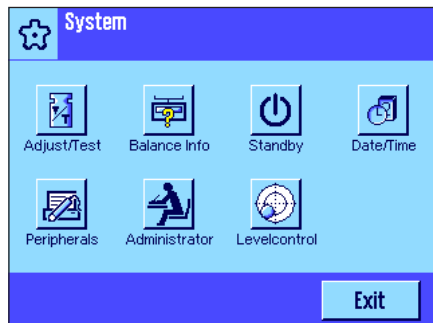 System
Adjust/Test
Balance Info
Standby
Date/Time
Peripherals
Administrator
Levelcontrol
Exit